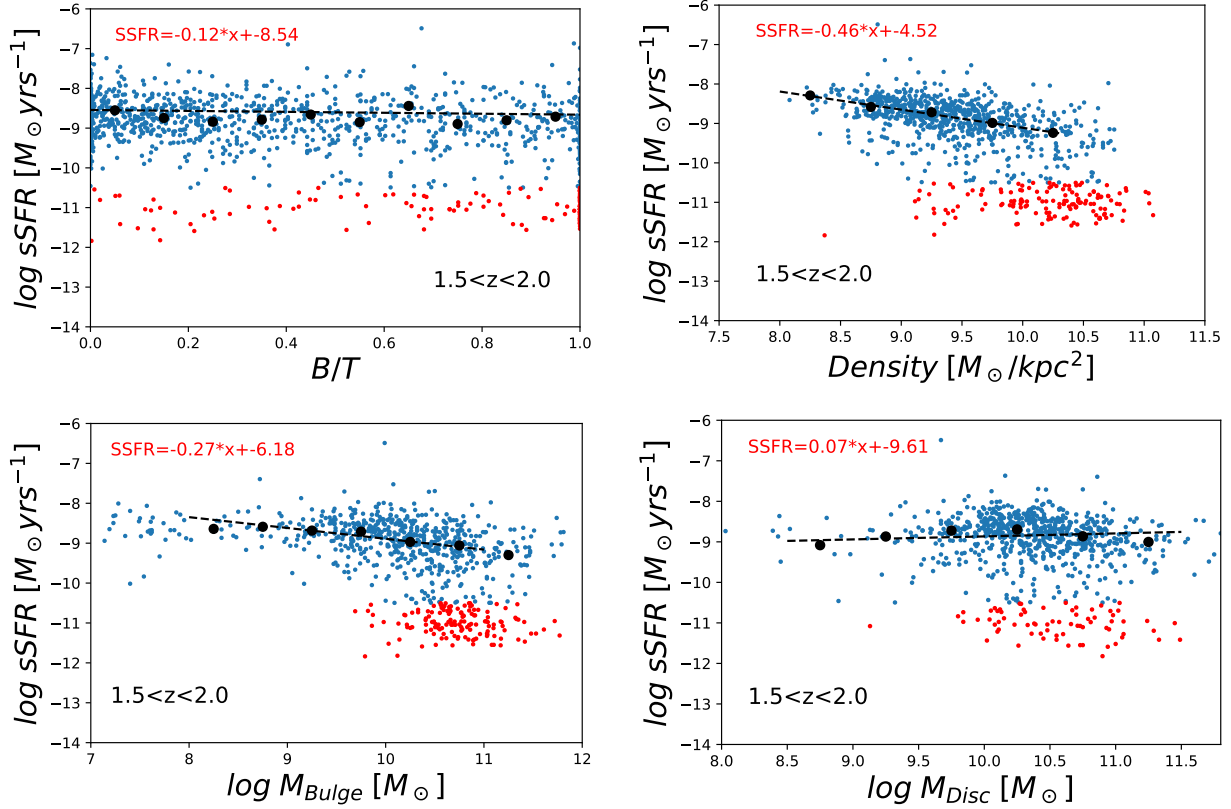 −6
−7
−8
−9
−10
−11
−12
−13
−14
log sSFR [M⊙yrs⁻¹]
SSFR=-0.12*x+-8.54
1.5<z<2.0
0.0 0.2 0.4 0.6 0.8 1.0
B/T
−6
−7
−8
−9
−10
−11
−12
−13
−14
log sSFR [M⊙yrs⁻¹]
SSFR=-0.46*x+-4.52
1.5<z<2.0
7.5 8.0 8.5 9.0 9.5 10.0 10.5 11.0 11.5
Density [M⊙/kpc²]
−6
−7
−8
−9
−10
−11
−12
−13
−14
log sSFR [M⊙yrs⁻¹]
SSFR=-0.27*x+-6.18
1.5<z<2.0
7 8 9 10 11 12
log M_Bulge [M⊙]
−6
−7
−8
−9
−10
−11
−12
−13
−14
log sSFR [M⊙yrs⁻¹]
SSFR=0.07*x+-9.61
1.5<z<2.0
8.0 8.5 9.0 9.5 10.0 10.5 11.0 11.5
log M_Disc [M⊙]